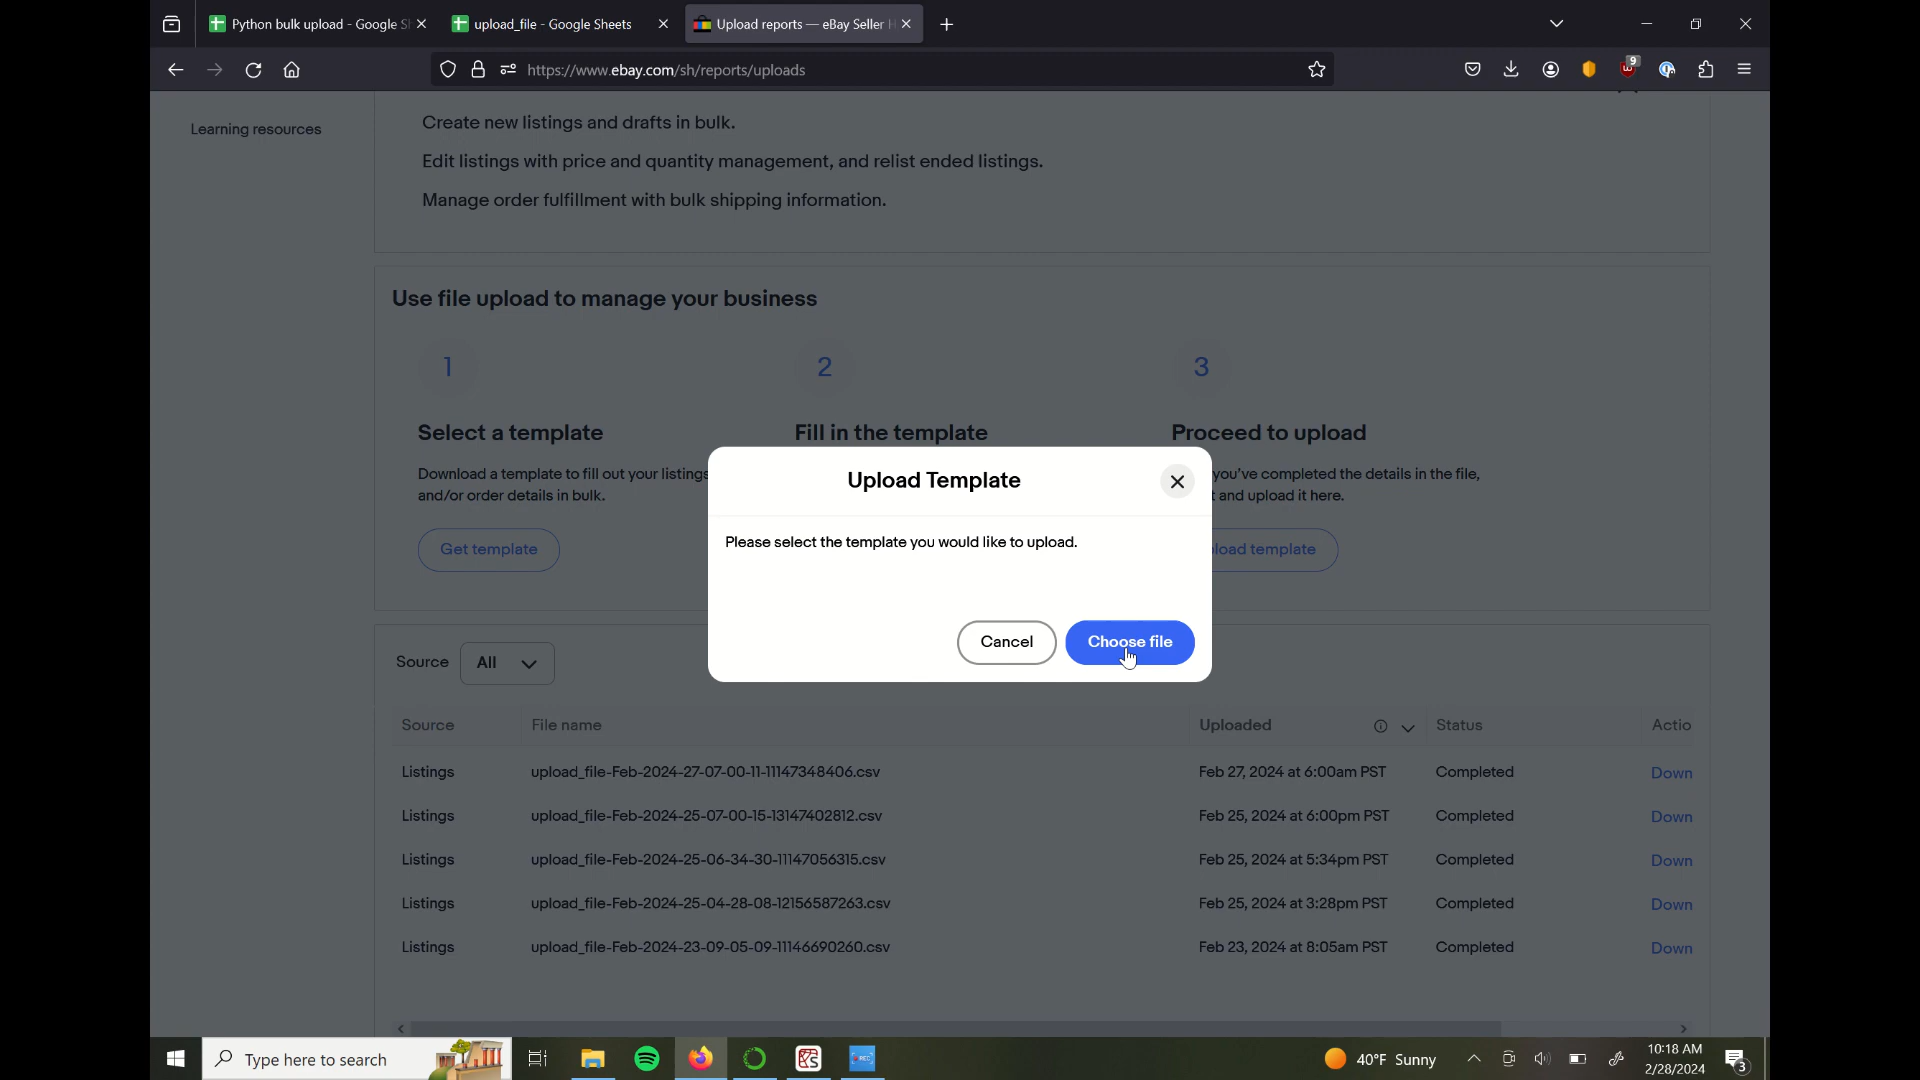 Python bulk upload - Google S
upload_file - Google Sheets
Upload reports — eBay Seller H
https://www.ebay.com/sh/reports/uploads
9
Learning resources
Create new listings and drafts in bulk.
Edit listings with price and quantity management, and relist ended listings.
Manage order fulfillment with bulk shipping information.
Use file upload to manage your business
1
2
3
Select a template
Fill in the template
Proceed to upload
Download a template to fill out your listings
and/or order details in bulk.
you've completed the details in the file,
t and upload it here.
Get template
load template
Upload Template
Please select the template you would like to upload.
Cancel
Choose file
Source
All
Source
File name
Uploaded
Status
Actio
Listings
upload_file-Feb-2024-27-07-00-11-11147348406.csv
Feb 27, 2024 at 6:00am PST
Completed
Down
Listings
upload_file-Feb-2024-25-07-00-15-13147402812.csv
Feb 25, 2024 at 6:00pm PST
Completed
Down
Listings
upload_file-Feb-2024-25-06-34-30-11147056315.csv
Feb 25, 2024 at 5:34pm PST
Completed
Down
Listings
upload_file-Feb-2024-25-04-28-08-12156587263.csv
Feb 25, 2024 at 3:28pm PST
Completed
Down
Listings
upload_file-Feb-2024-23-09-05-09-11146690260.csv
Feb 23, 2024 at 8:05am PST
Completed
Down
Type here to search
40°F Sunny
10:18 AM
2/28/2024
3